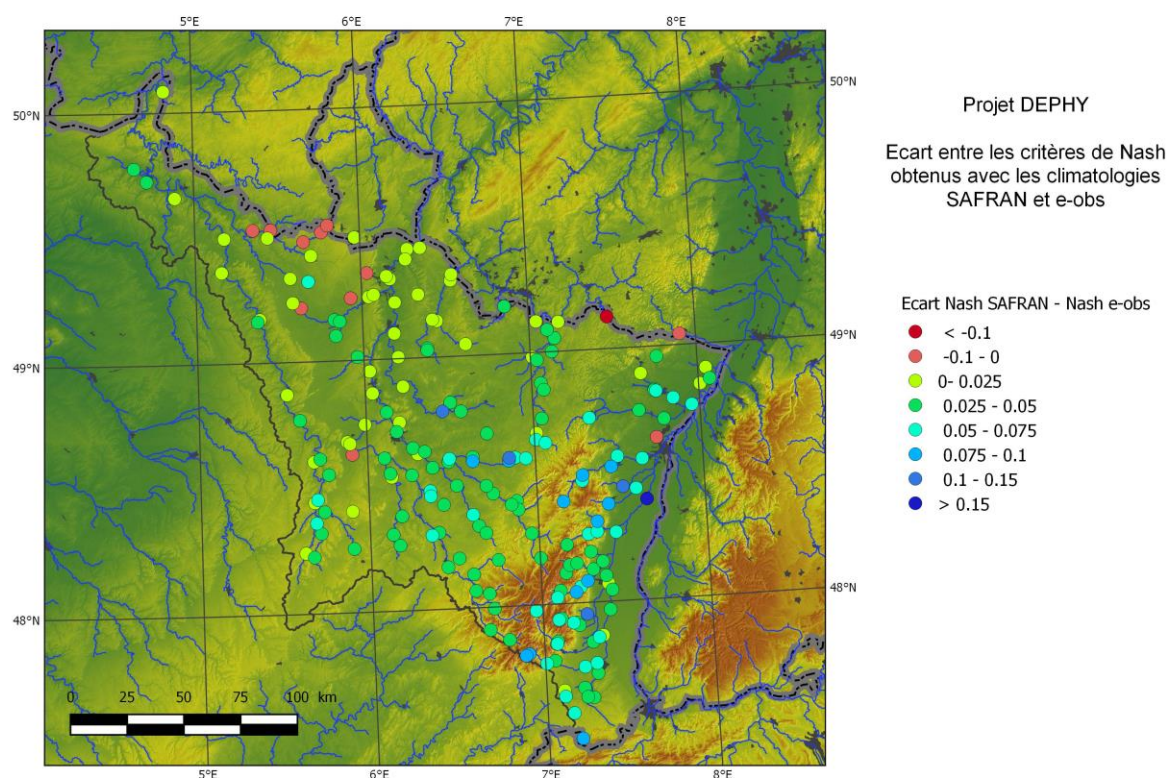 5°E 6°E 7°E 8°E
50°N 50°N
49°N 49°N
48°N 48°N
0 25 50 75 100 km
5°E 6°E 7°E 8°E
Projet DEPHY
Ecart entre les critères de Nash
obtenus avec les climatologies
SAFRAN et e-obs
Ecart Nash SAFRAN - Nash e-obs
< -0.1
-0.1 - 0
0- 0.025
0.025 - 0.05
0.05 - 0.075
0.075 - 0.1
0.1 - 0.15
> 0.15